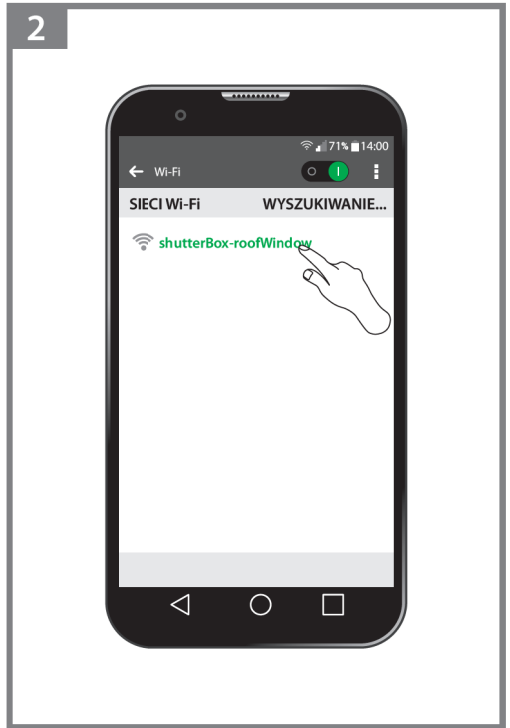 2
71% 14:00
Wi-Fi
SIECI Wi-Fi WYSZUKIWANIE...
shutterBox-roofWindow